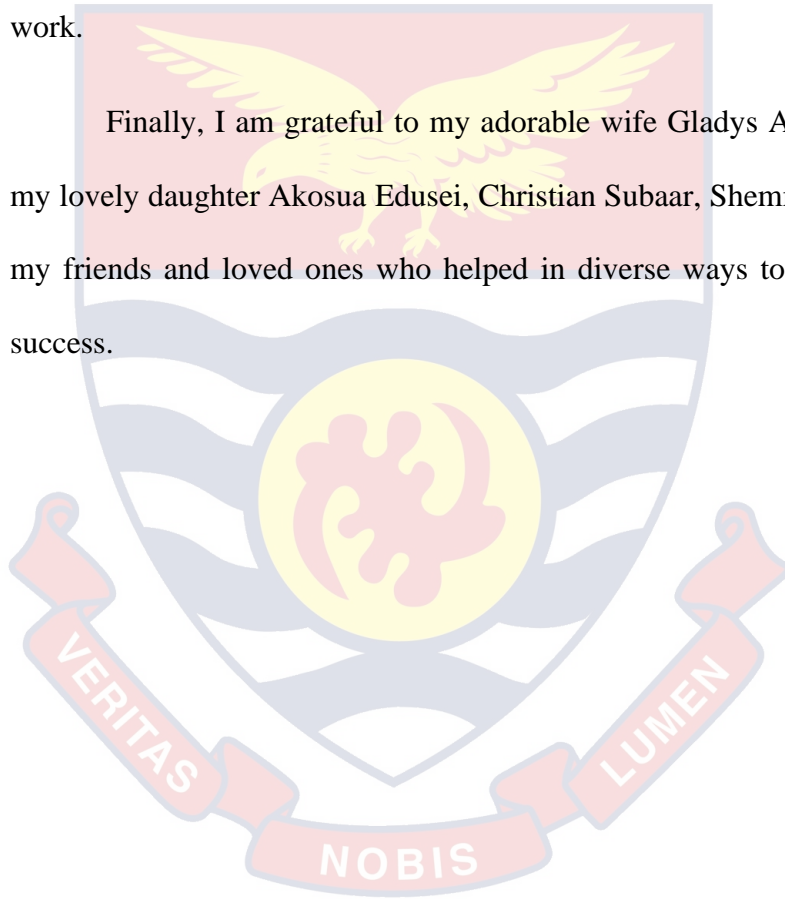 work.
Finally, I am grateful to my adorable wife Gladys A
my lovely daughter Akosua Edusei, Christian Subaar, Shem
my friends and loved ones who helped in diverse ways to
success.
VERITAS
NOBIS
LUMEN